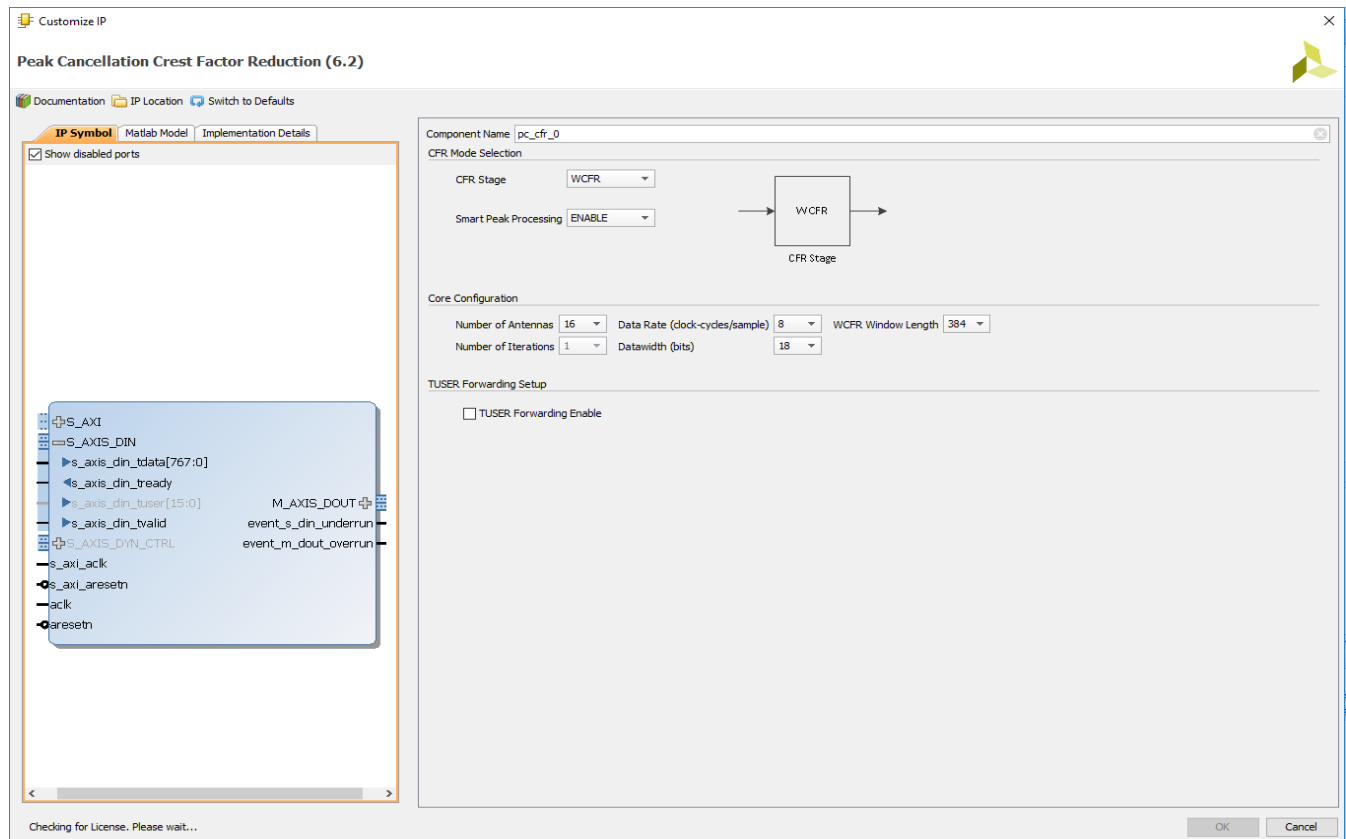 Customize IP
Peak Cancellation Crest Factor Reduction (6.2)
Documentation IP Location Switch to Defaults
IP Symbol Matlab Model Implementation Details
Show disabled ports
S_AXI
S_AXIS_DIN
s_axis_din_tdata[767:0]
s_axis_din_tready
s_axis_din_tuser[15:0] M_AXIS_DOUT
s_axis_din_tvalid event_s_din_underrun
S_AXIS_DYN_CTRL event_m_dout_overrun
s_axi_aclk
s_axi_aresetn
aclk
aresetn
Component Name pc_cfr_0
CFR Mode Selection
CFR Stage WCFR
Smart Peak Processing ENABLE
WCFR
CFR Stage
Core Configuration
Number of Antennas 16 Data Rate (clock-cycles/sample) 8 WCFR Window Length 384
Number of Iterations 1 Datawidth (bits) 18
TUSER Forwarding Setup
TUSER Forwarding Enable
Checking for License. Please wait...
OK Cancel